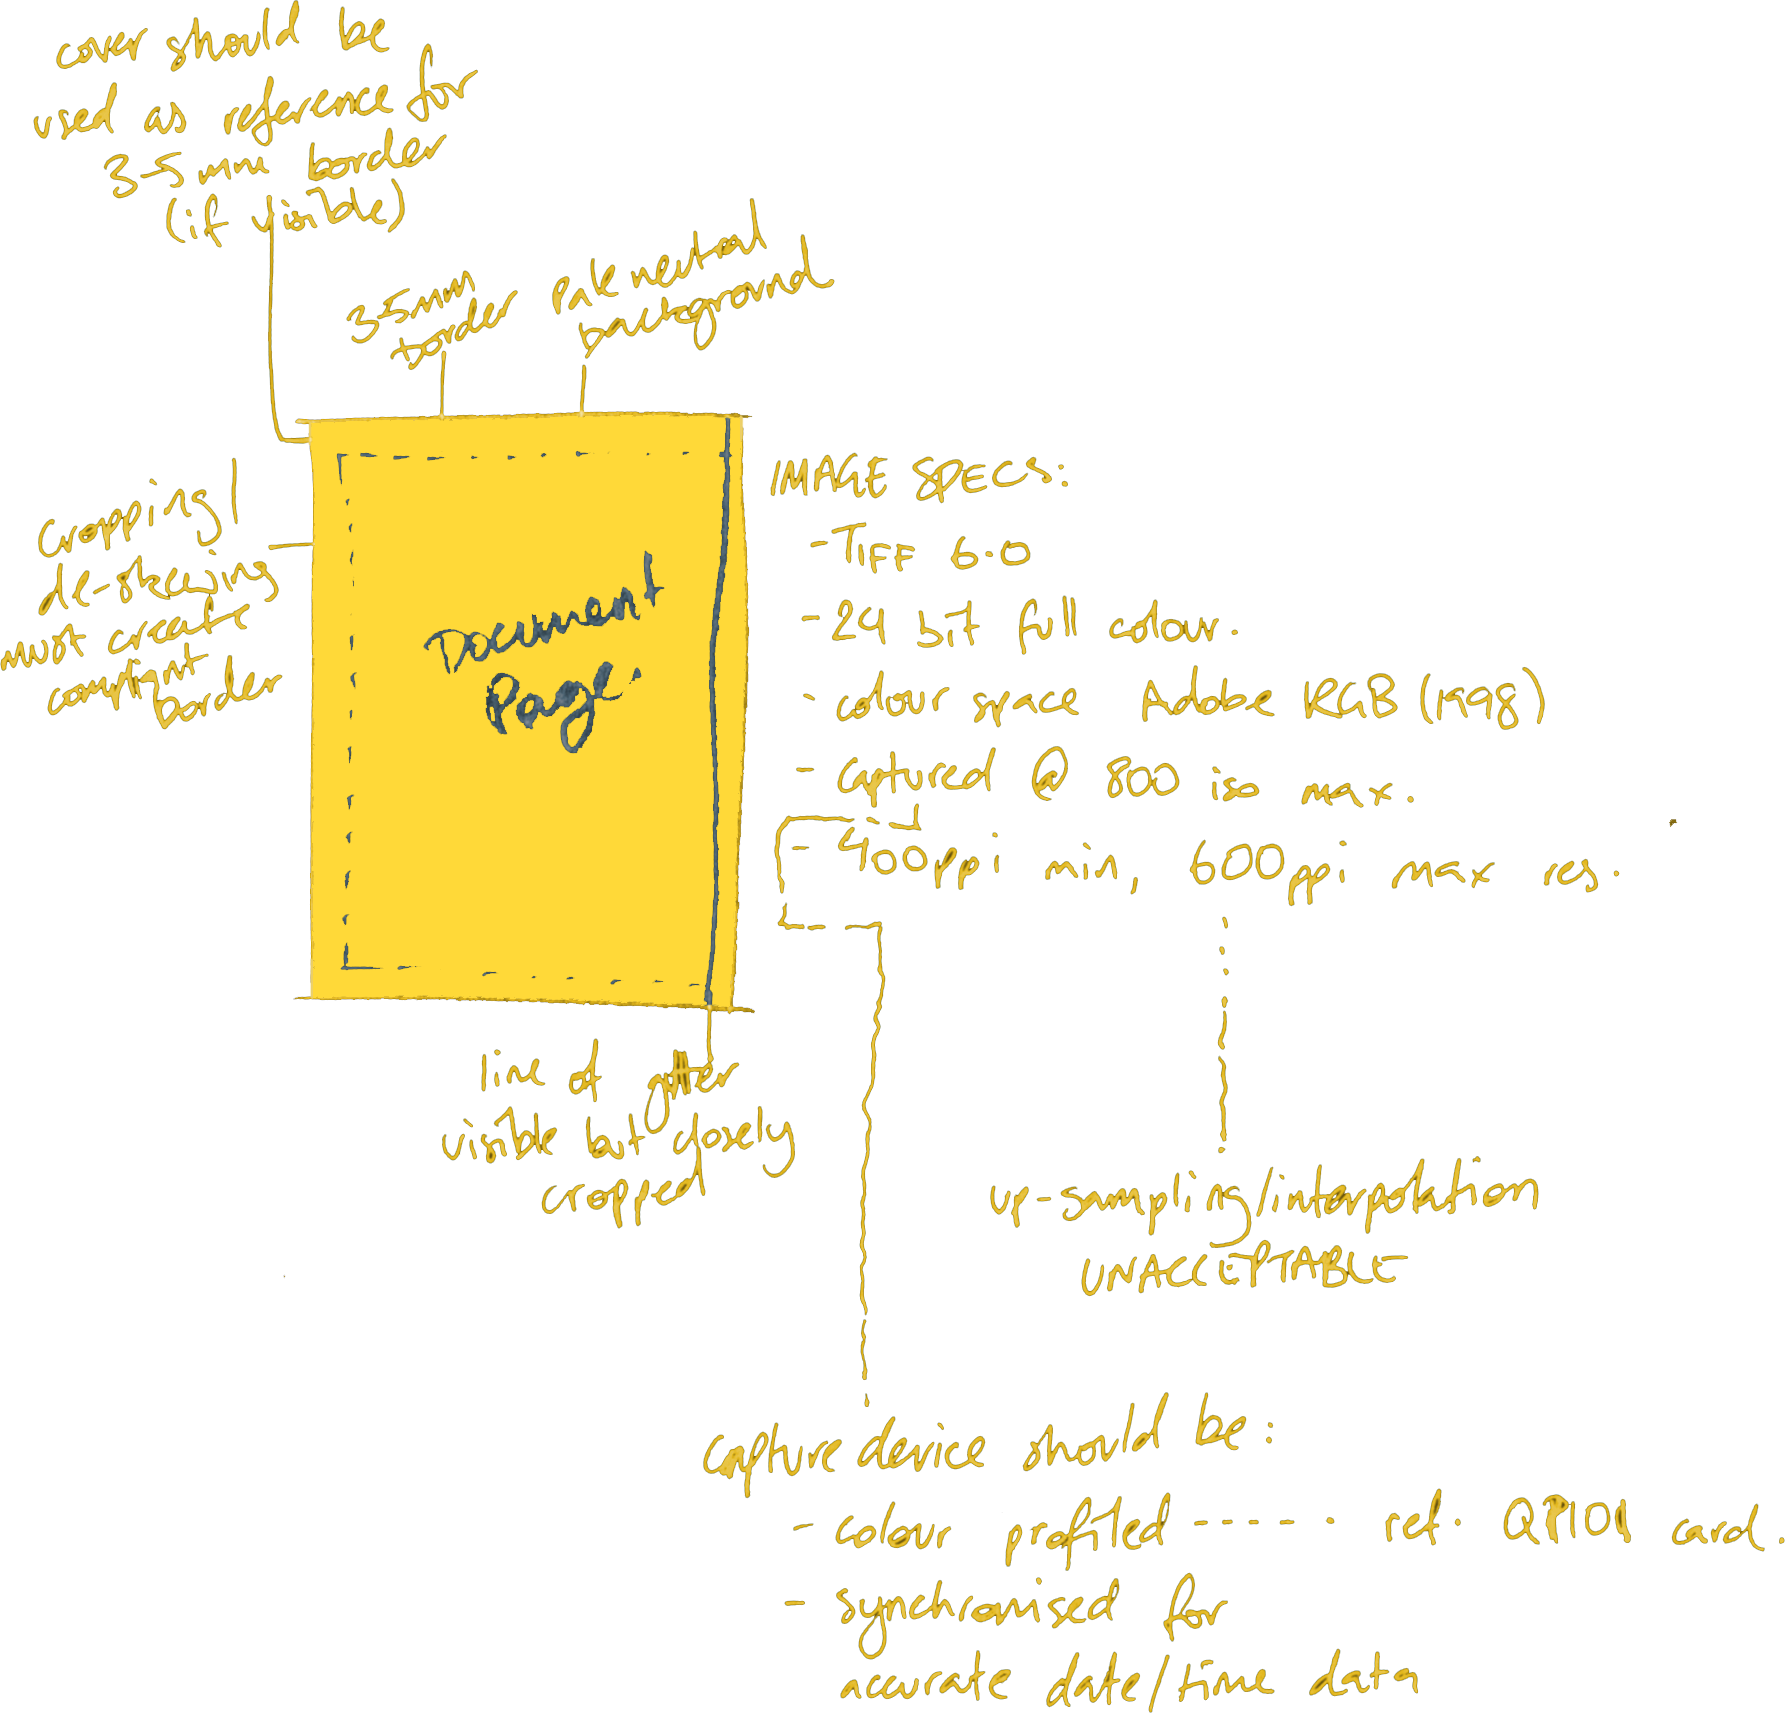 cover should be
used as reference for
3-5mm border
(if visible)
3-5mm
border
pale neutral
background
Cropping/
de-skewing
must create
compliant
border
Document
Page.
IMAGE SPECS:
- TIFF 6.0
- 24 bit full colour.
- colour space Adobe RGB (1998)
- captured @ 800 iso max.
- 400ppi min, 600ppi max res.
line of gutter
visible but closely
cropped
up-sampling/interpolation
UNACCEPTABLE
capture device should be:
- colour profiled ----- ref. QP101 card.
- synchronised for
accurate date/time data